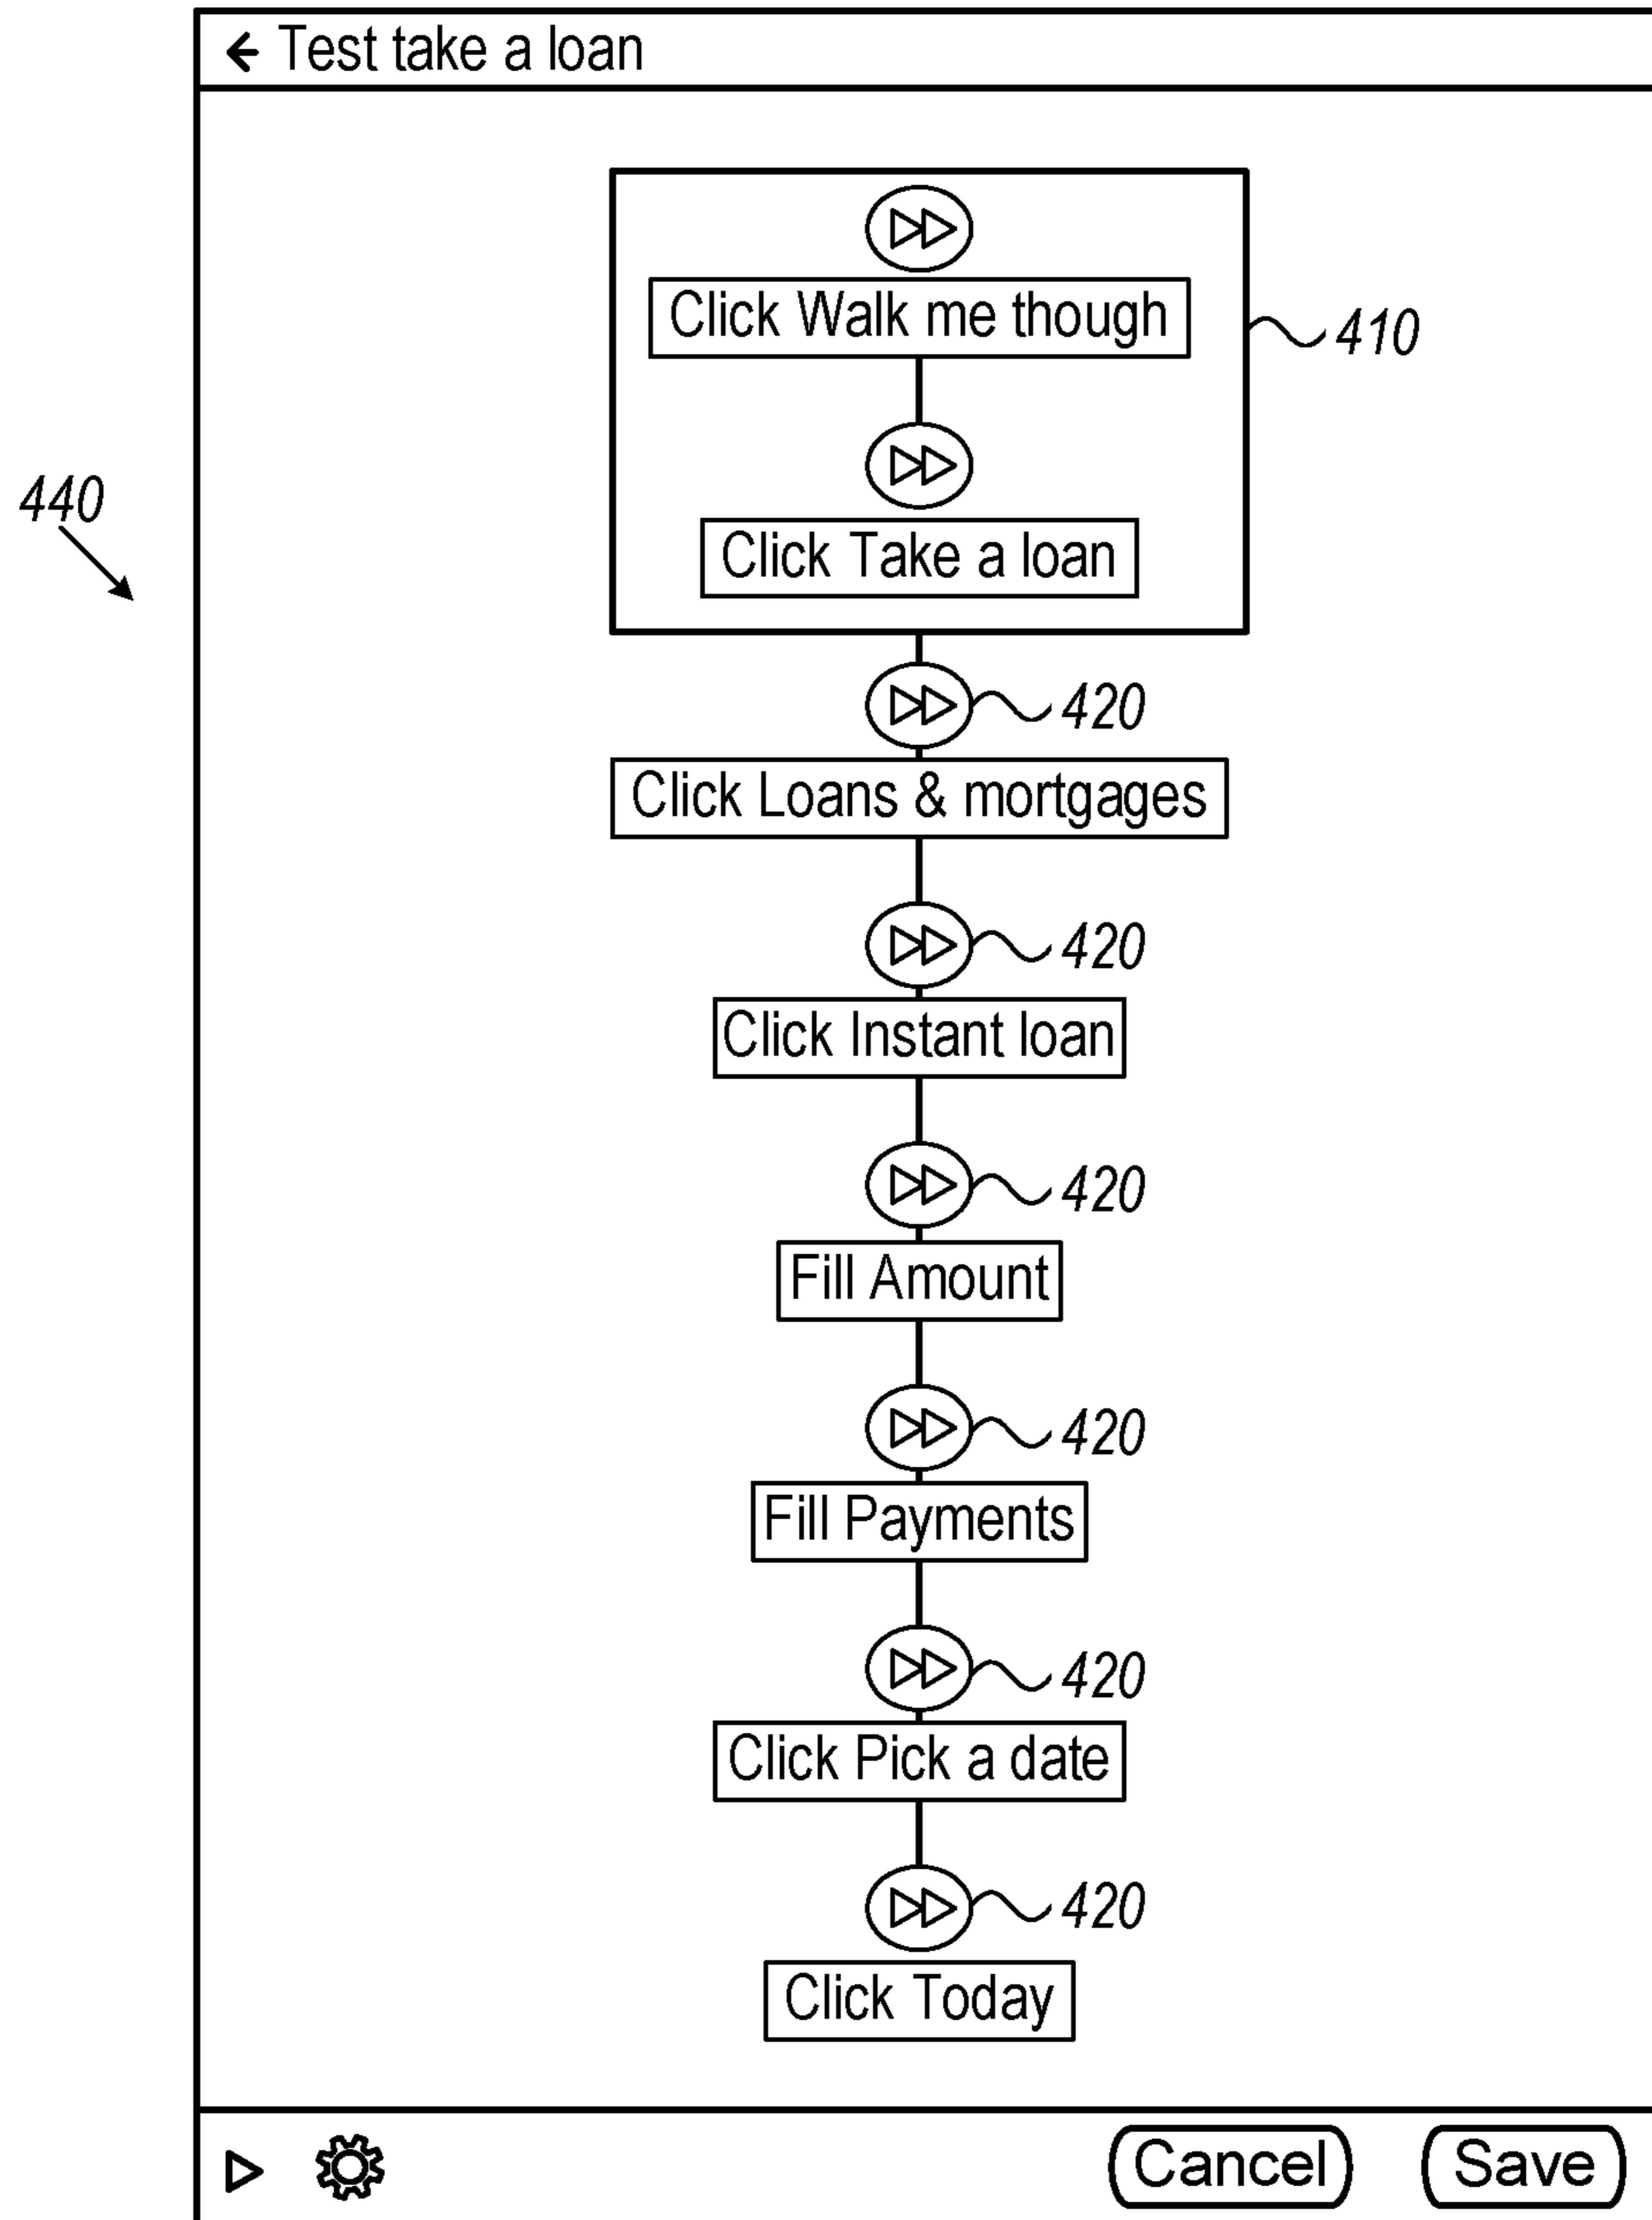 ← Test take a loan
Click Walk me though
410
Click Take a loan
440
420
Click Loans & mortgages
420
Click Instant loan
420
Fill Amount
420
Fill Payments
420
Click Pick a date
420
Click Today
Cancel Save